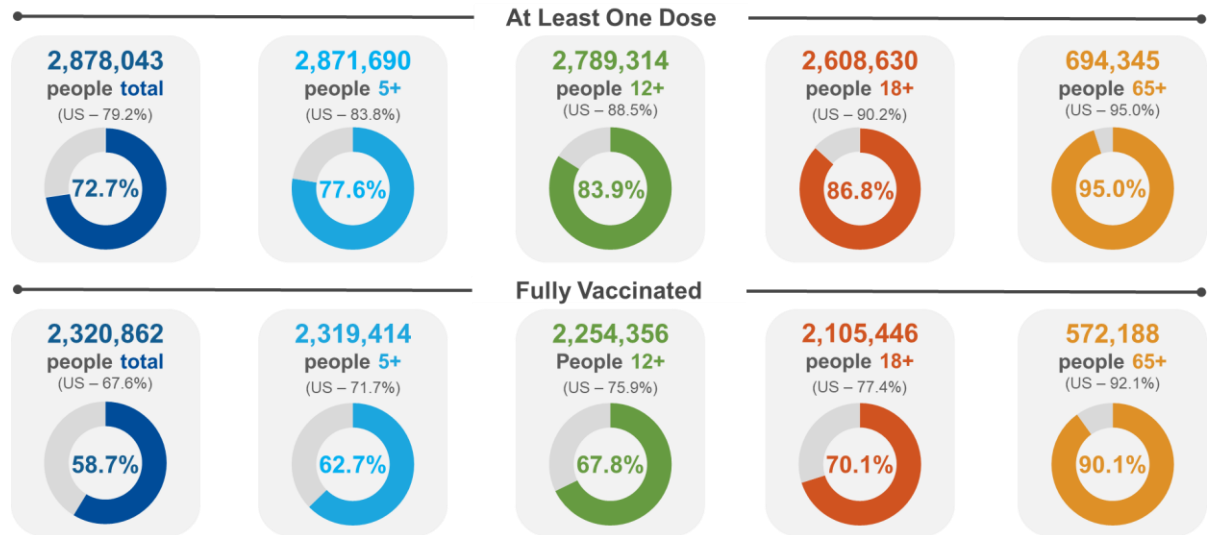 At Least One Dose
2,878,043
people total
(US – 79.2%)
72.7%
2,871,690
people 5+
(US – 83.8%)
77.6%
2,789,314
people 12+
(US – 88.5%)
83.9%
2,608,630
people 18+
(US – 90.2%)
86.8%
694,345
people 65+
(US – 95.0%)
95.0%
Fully Vaccinated
2,320,862
people total
(US – 67.6%)
58.7%
2,319,414
people 5+
(US – 71.7%)
62.7%
2,254,356
People 12+
(US – 75.9%)
67.8%
2,105,446
people 18+
(US – 77.4%)
70.1%
572,188
people 65+
(US – 92.1%)
90.1%